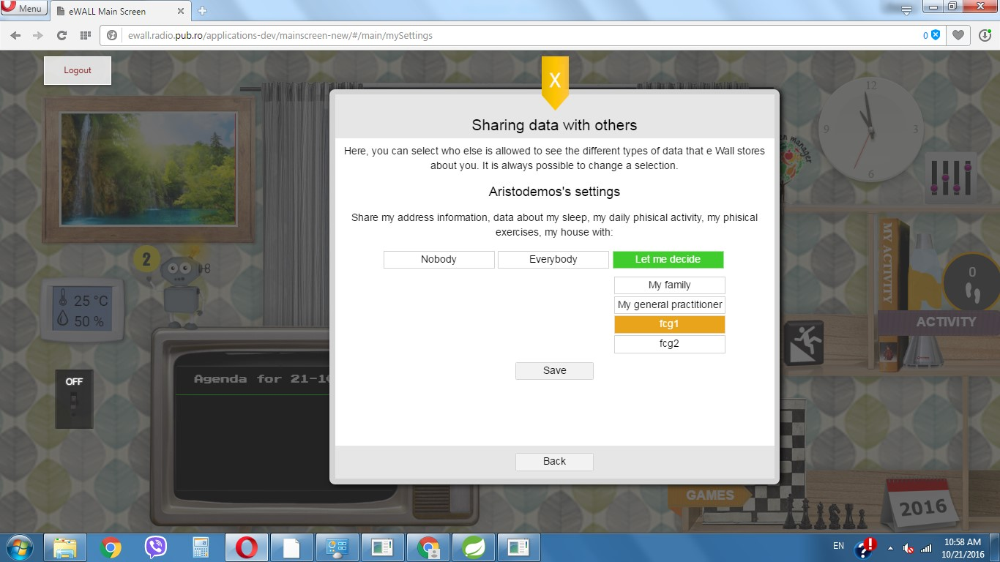 Menu
eWALL Main Screen
ewall.radio.pub.ro/applications-dev/mainscreen-new/#/main/mySettings
0
Logout
X
Sharing data with others
Here, you can select who else is allowed to see the different types of data that e Wall stores
about you. It is always possible to change a selection.
Aristodemos's settings
Share my address information, data about my sleep, my daily phisical activity, my phisical
exercises, my house with:
Nobody
Everybody
Let me decide
My family
My general practitioner
fcg1
fcg2
Save
Back
12
3
6
9
manager
2
25 °C
50 %
OFF
Agenda for 21-1
MY ACTIVITY
0
ACTIVITY
GAMES
2016
EN
10:58 AM
10/21/2016